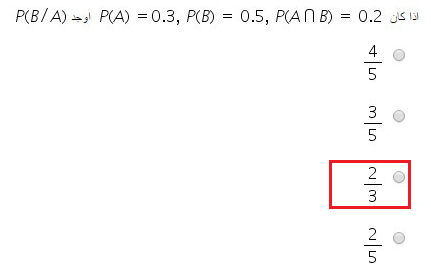 اذا كان P(A) =0.3, P(B) = 0.5, P(A∩B) = 0.2 اوجد P(B/A)
4/5
3/5
2/3
2/5